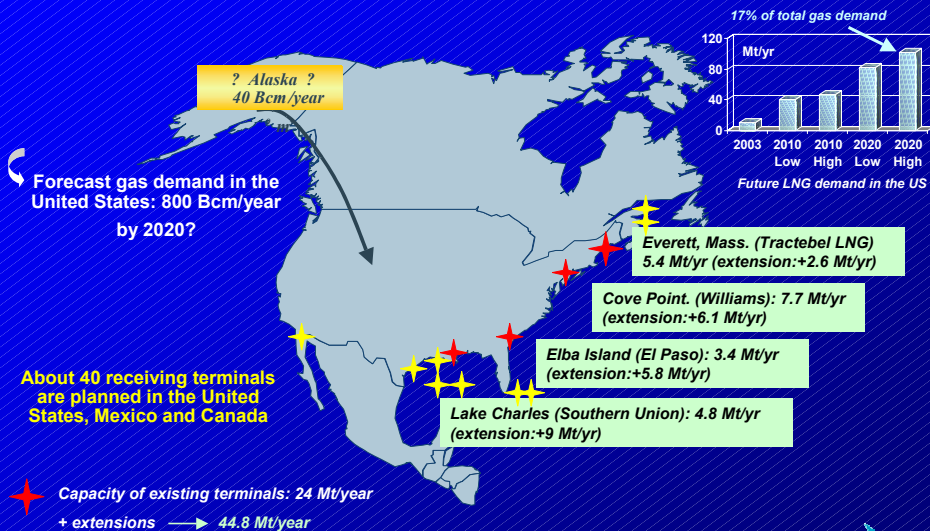 17% of total gas demand
120
Mt/yr
80
40
0
2003 2010 2010 2020 2020
Low High Low High
Future LNG demand in the US
? Alaska ?
40 Bcm/year
Forecast gas demand in the
United States: 800 Bcm/year
by 2020?
Everett, Mass. (Tractebel LNG)
5.4 Mt/yr (extension:+2.6 Mt/yr)
Cove Point. (Williams): 7.7 Mt/yr
(extension:+6.1 Mt/yr)
Elba Island (El Paso): 3.4 Mt/yr
(extension:+5.8 Mt/yr)
About 40 receiving terminals
are planned in the United
States, Mexico and Canada
Lake Charles (Southern Union): 4.8 Mt/yr
(extension:+9 Mt/yr)
Capacity of existing terminals: 24 Mt/year
+ extensions 44.8 Mt/year